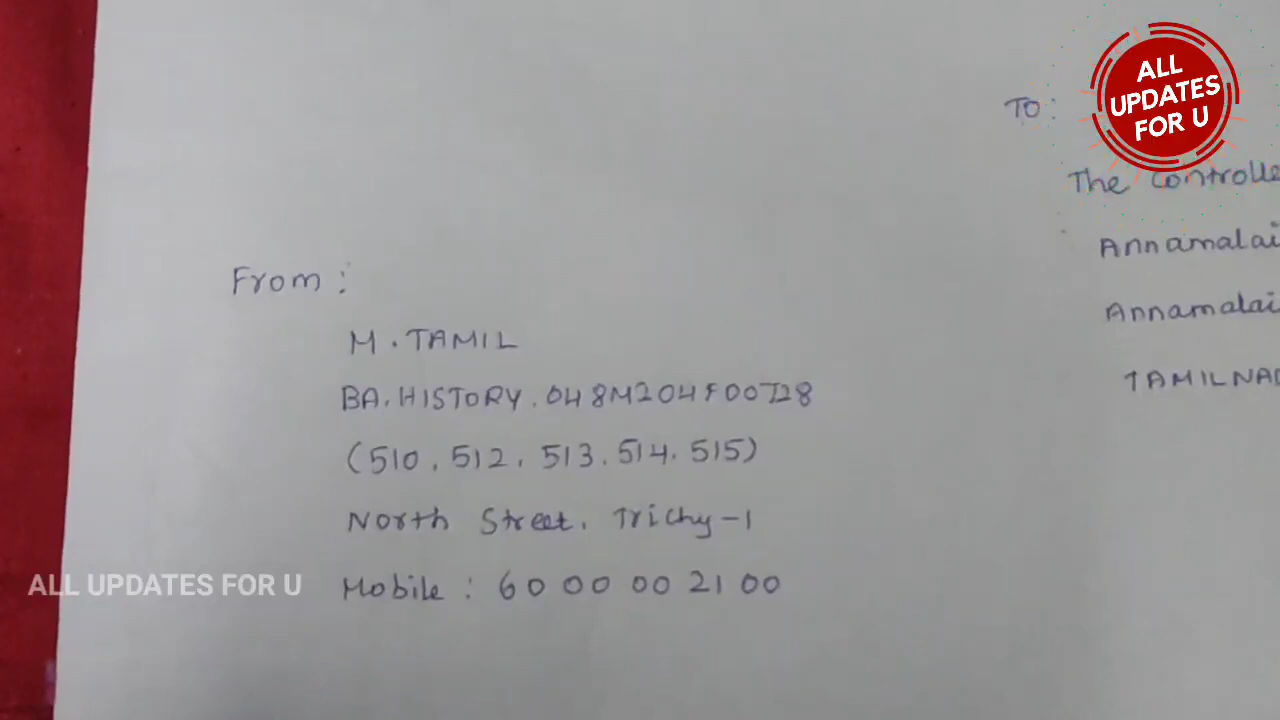 ALL
UPDATES
FOR U
To:
The Controlle
Annamalai
Annamalai
TAMILNAD
From:
M. TAMIL
BA. HISTORY. 048M204F00728
(510, 512, 513, 514, 515)
North Street, Trichy-1
Mobile: 60 00 00 21 00
ALL UPDATES FOR U